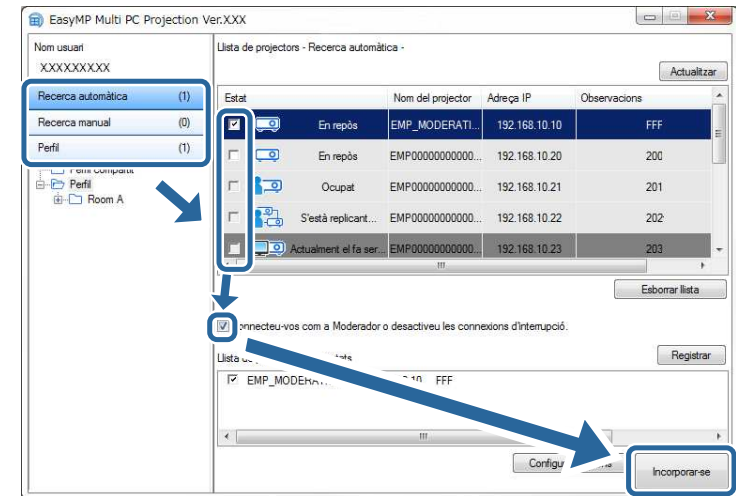 EasyMP Multi PC Projection Ver.XXX
Nom usuari
XXXXXXXXX
Recerca automàtica (1)
Recerca manual (0)
Perfil (1)
Perfil compartit
Perfil
Room A
Llista de projectors - Recerca automàtica -
Actualitzar
Estat Nom del projector Adreça IP Observacions
En repòs EMP_MODERATI... 192.168.10.10 FFF
En repòs EMP00000000000... 192.168.10.20 200
Ocupat EMP00000000000... 192.168.10.21 201
S'està replicant... EMP00000000000... 192.168.10.22 202
Actualment el fa ser... EMP00000000000... 192.168.10.23 203
Esborrar llista
Connecteu-vos com a Moderador o desactiveu les connexions d'interrupció.
Llista
Registrar
EMP_MODERAT 10 FFF
Incorporar-se